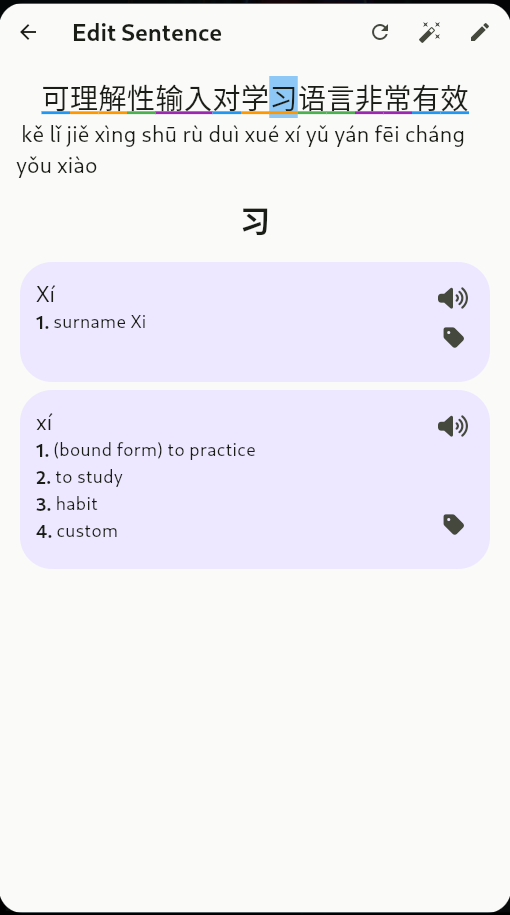 Edit Sentence
可理解性输入对学习语言非常有效
kě lǐ jiě xìng shū rù duì xué xí yǔ yán fēi cháng
yǒu xiào
习
Xí
1. surname Xi
xí
1. (bound form) to practice
2. to study
3. habit
4. custom